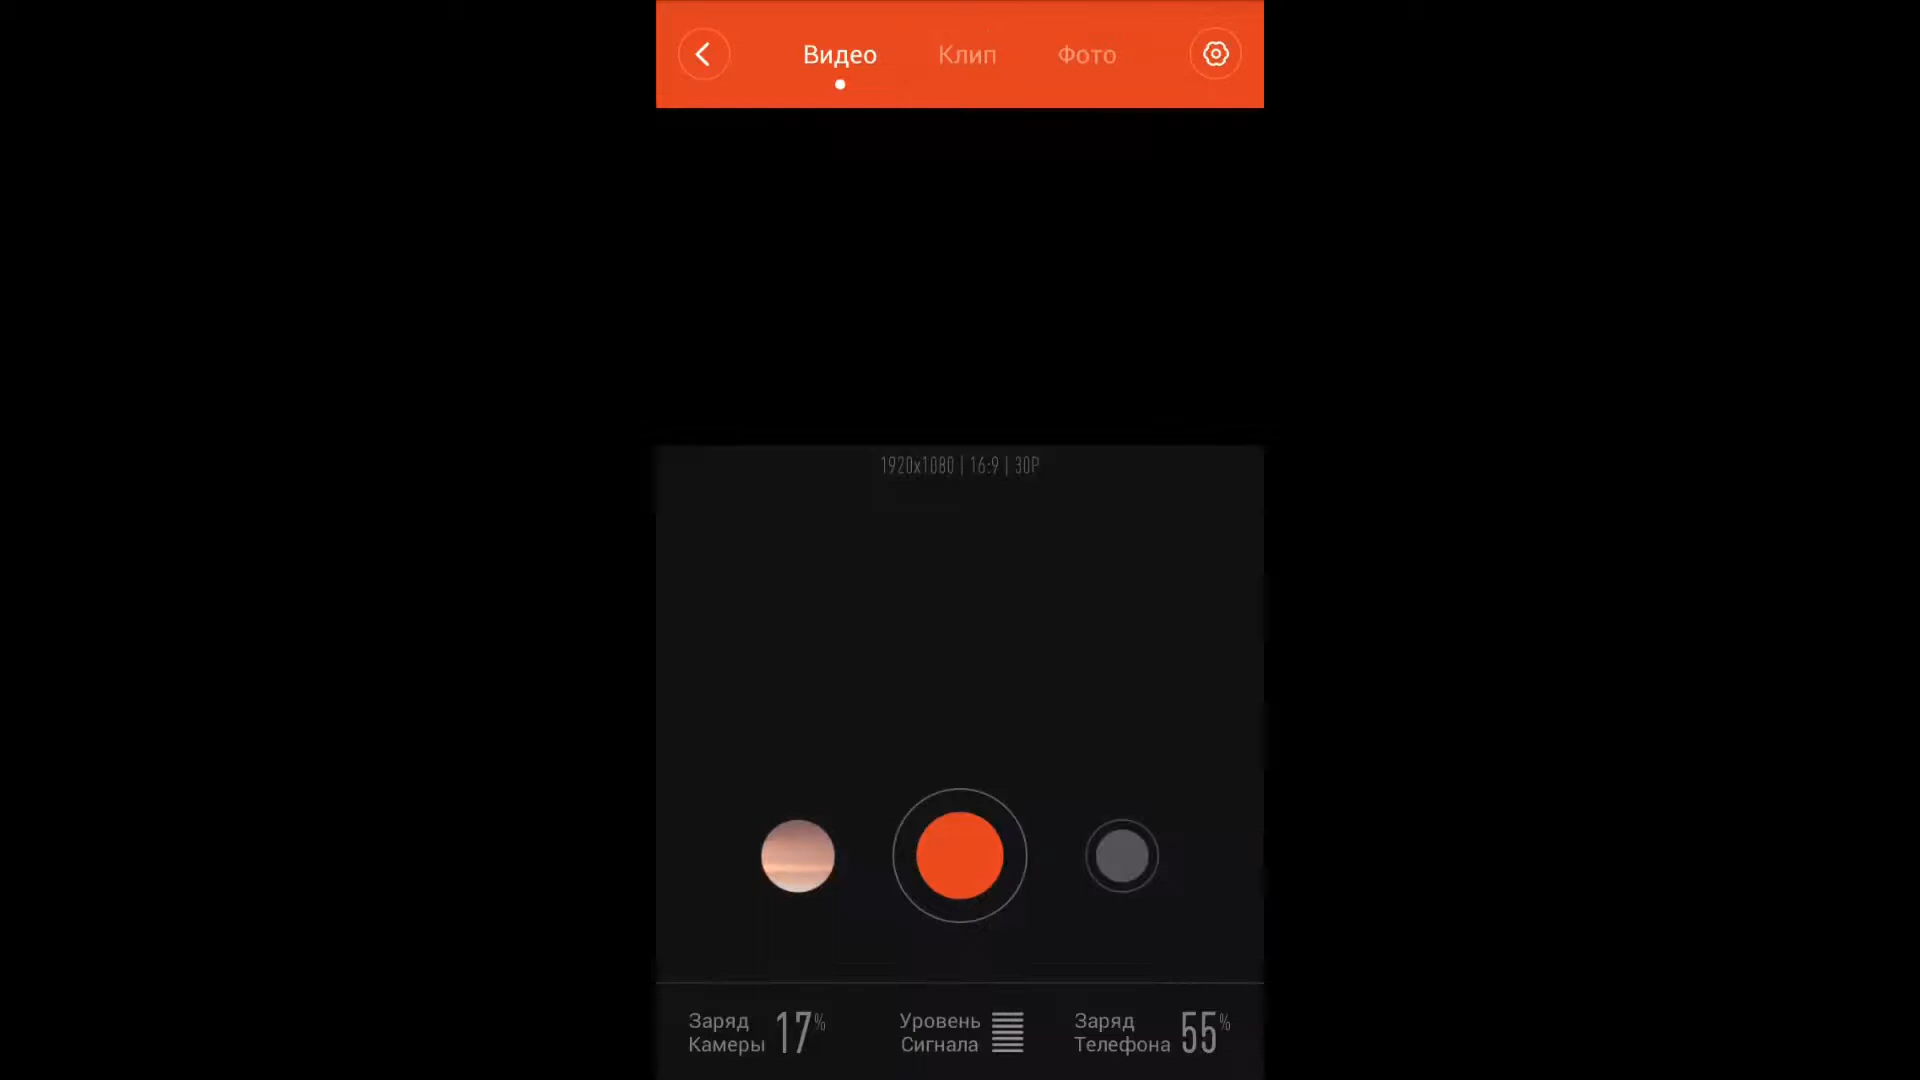 Видео Клип Фото
1920x1080 | 16:9 | 30P
Заряд Камеры 17%
Уровень Сигнала
Заряд Телефона 55%